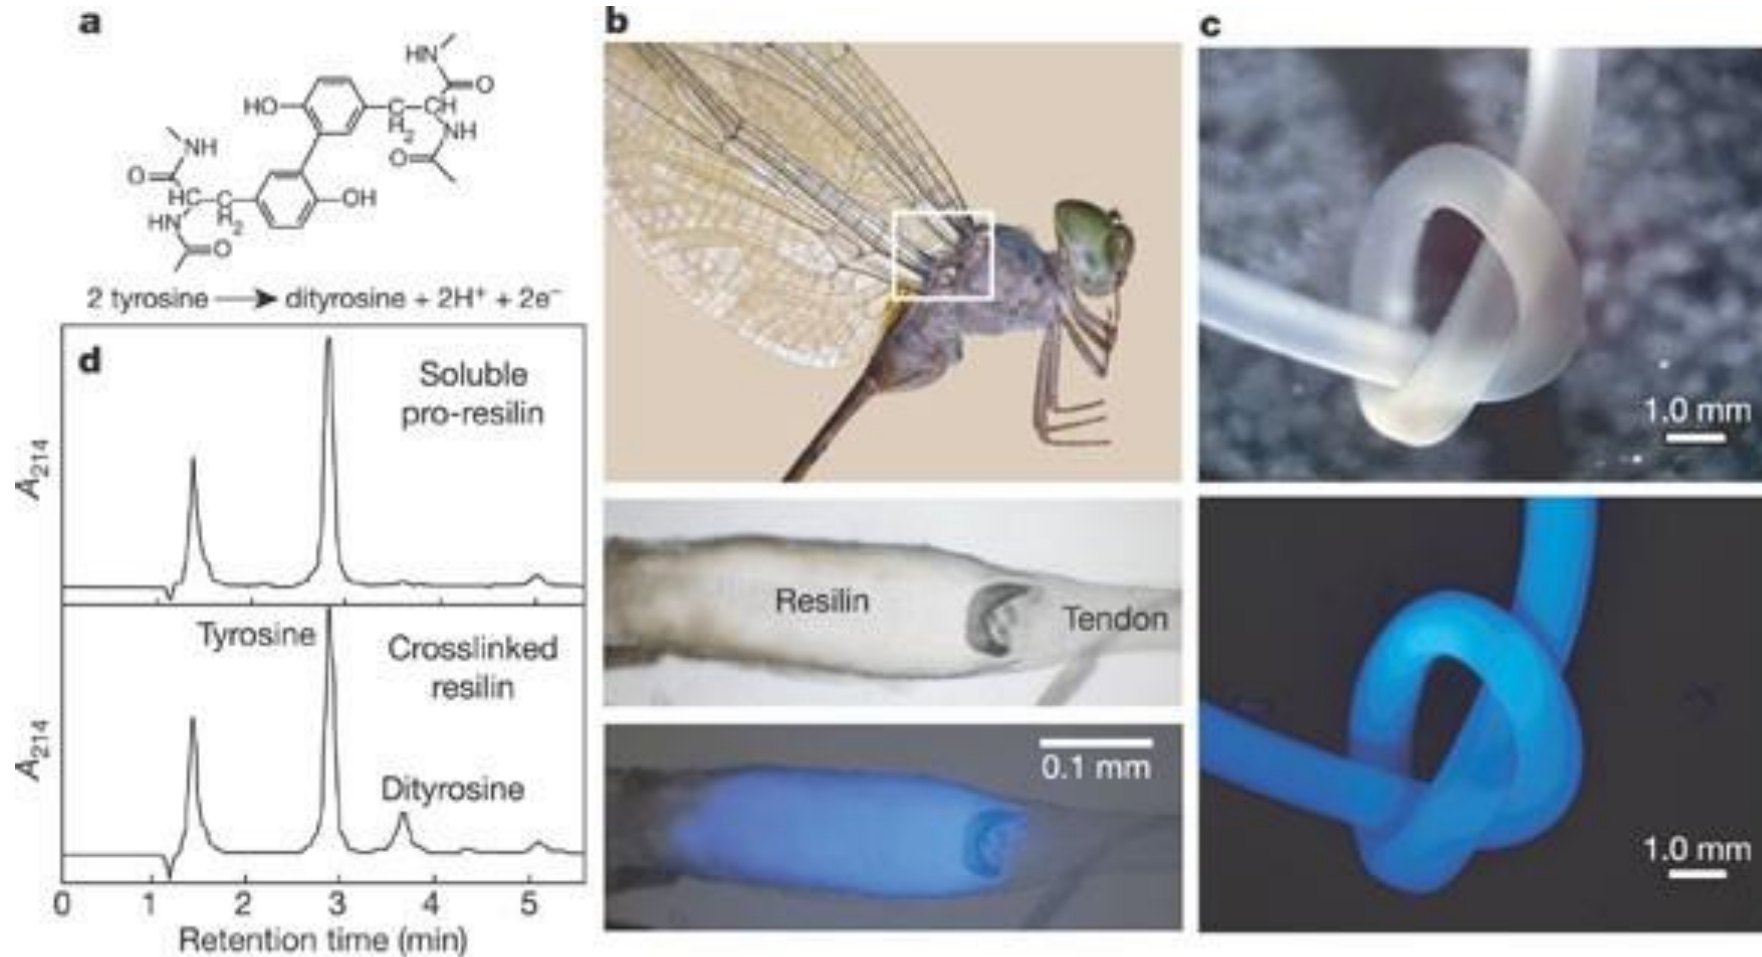 a
HN
O
HO
C
CH
H2
NH
O
NH
O
HC
C
H2
OH
HN
O
2 tyrosine → dityrosine + 2H⁺ + 2e⁻
d
Soluble
pro-resilin
A₂₁₄
Tyrosine
Crosslinked
resilin
Dityrosine
A₂₁₄
0 1 2 3 4 5
Retention time (min)
b
Resilin
Tendon
0.1 mm
c
1.0 mm
1.0 mm